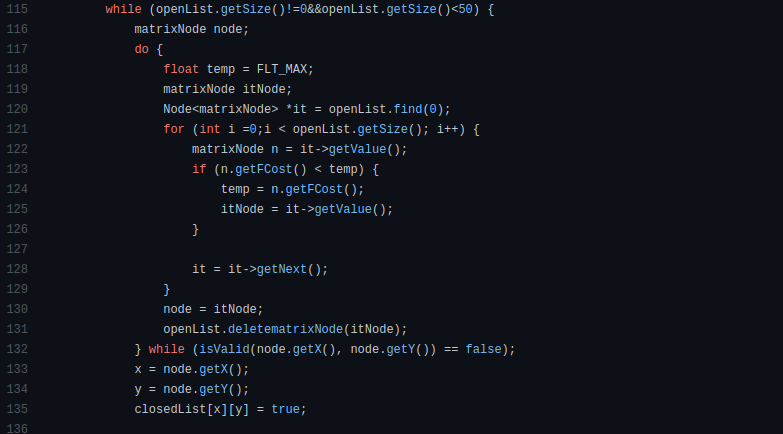 115 while (openList.getSize()!=0&&openList.getSize()<50) {
116 matrixNode node;
117 do {
118 float temp = FLT_MAX;
119 matrixNode itNode;
120 Node<matrixNode> *it = openList.find(0);
121 for (int i =0;i < openList.getSize(); i++) {
122 matrixNode n = it->getValue();
123 if (n.getFCost() < temp) {
124 temp = n.getFCost();
125 itNode = it->getValue();
126 }
127
128 it = it->getNext();
129 }
130 node = itNode;
131 openList.deletematrixNode(itNode);
132 } while (isValid(node.getX(), node.getY()) == false);
133 x = node.getX();
134 y = node.getY();
135 closedList[x][y] = true;
136